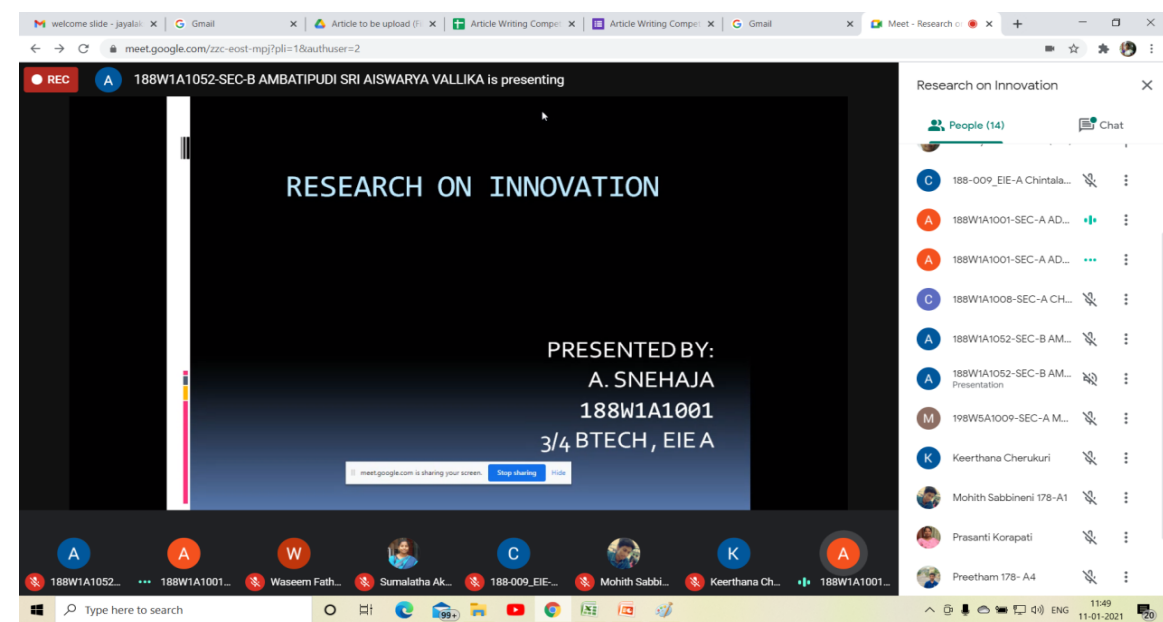 welcome slide - jayalak
Gmail
Article to be upload (Fil
Article Writing Compet
Article Writing Compet
Gmail
Meet - Research o
meet.google.com/zzc-eost-mpj?pli=1&authuser=2
REC
A
188W1A1052-SEC-B AMBATIPUDI SRI AISWARYA VALLIKA is presenting
RESEARCH ON INNOVATION
PRESENTED BY:
A. SNEHAJA
188W1A1001
3/4 BTECH, EIE A
meet.google.com is sharing your screen.
Stop sharing
Hide
A
188W1A1052...
A
188W1A1001...
W
Waseem Fath...
Sumalatha Ak...
C
188-009_EIE-...
Mohith Sabbi...
K
Keerthana Ch...
A
188W1A1001...
Research on Innovation
People (14)
Chat
C
188-009_EIE-A Chintala...
A
188W1A1001-SEC-A AD...
A
188W1A1001-SEC-A AD...
C
188W1A1008-SEC-A CH...
A
188W1A1052-SEC-B AM...
A
188W1A1052-SEC-B AM...
Presentation
M
198W5A1009-SEC-A M...
K
Keerthana Cherukuri
Mohith Sabbineni 178-A1
Prasanti Korapati
Preetham 178- A4
Type here to search
99+
ENG
11:49
11-01-2021
20